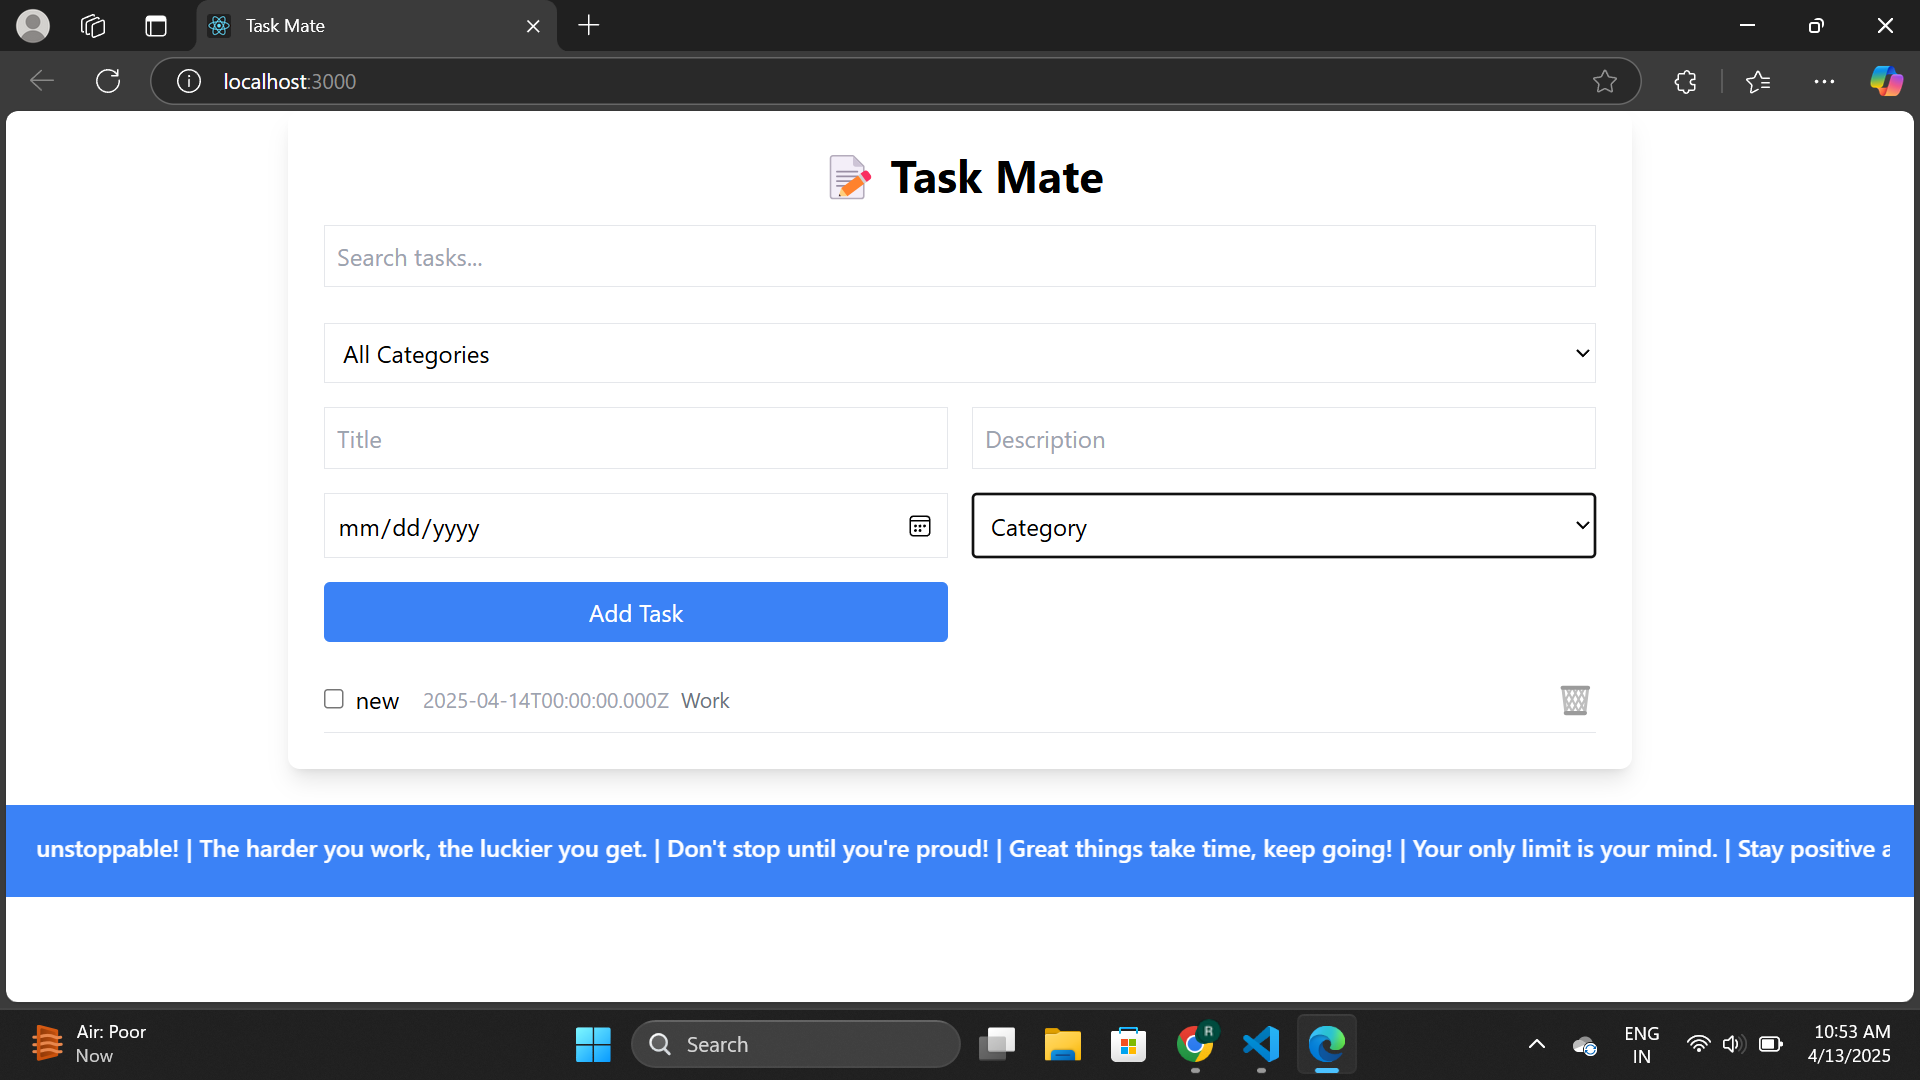 Task Mate
localhost:3000
Task Mate
Search tasks...
All Categories
Title
Description
mm/dd/yyyy
Category
Add Task
new 2025-04-14T00:00:00.000Z Work
unstoppable! | The harder you work, the luckier you get. | Don't stop until you're proud! | Great things take time, keep going! | Your only limit is your mind. | Stay positive a
Air: Poor
Now
Search
R
ENG
IN
10:53 AM
4/13/2025